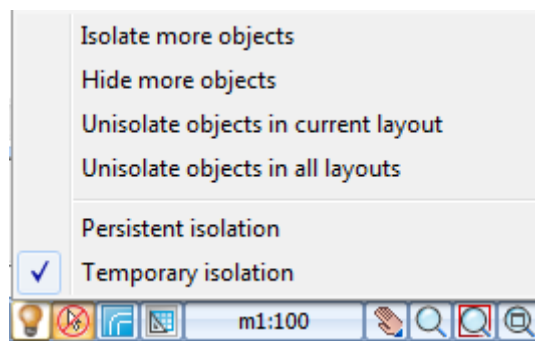 Isolate more objects
Hide more objects
Unisolate objects in current layout
Unisolate objects in all layouts
Persistent isolation
Temporary isolation
m1:100